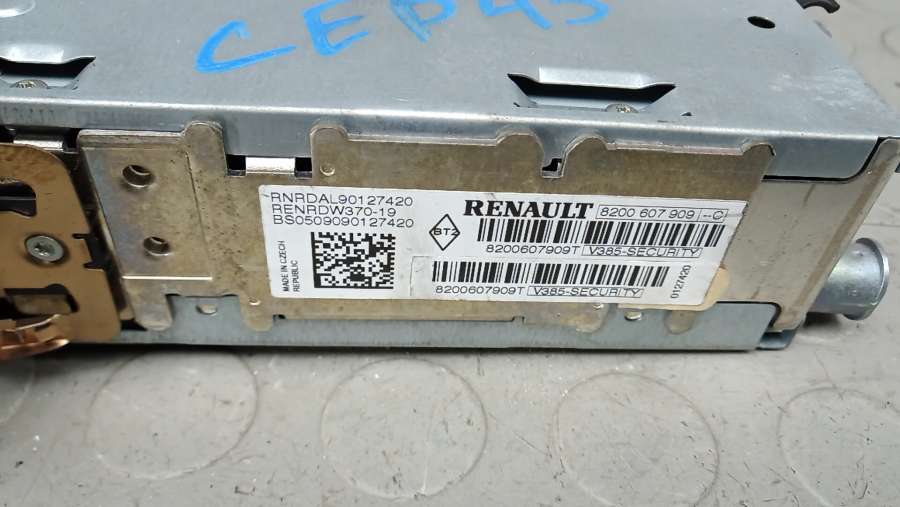 CEP45
RNRDAL90127420
RENRDW370-19
BS0509090127420
MADE IN CZECH
REPUBLIC
BT2
RENAULT 8200 607 909 --C
8200607909T V385-SECURITY
8200607909T V385-SECURITY
0127420